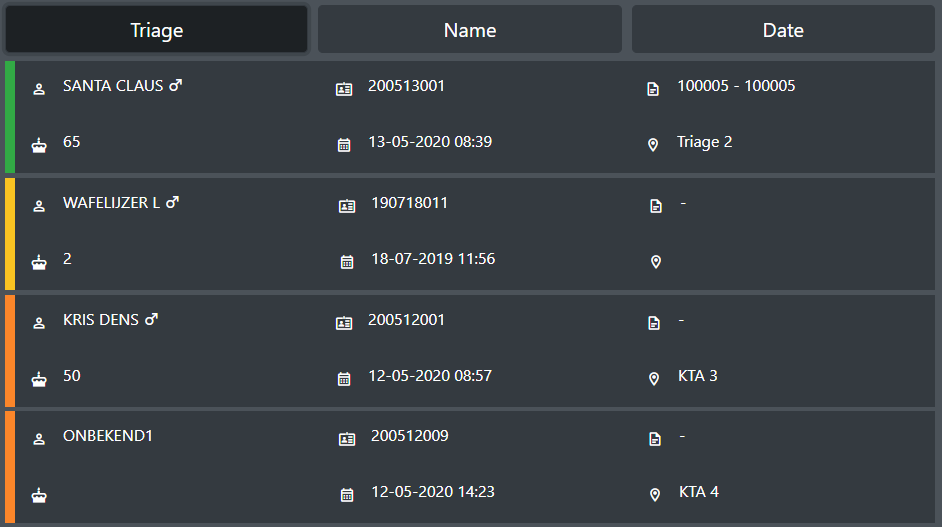 Triage Name Date
SANTA CLAUS ♂ 200513001 100005 - 100005
65 13-05-2020 08:39 Triage 2
WAFELIJZER L ♂ 190718011 -
2 18-07-2019 11:56
KRIS DENS ♂ 200512001 -
50 12-05-2020 08:57 KTA 3
ONBEKEND1 200512009 -
12-05-2020 14:23 KTA 4